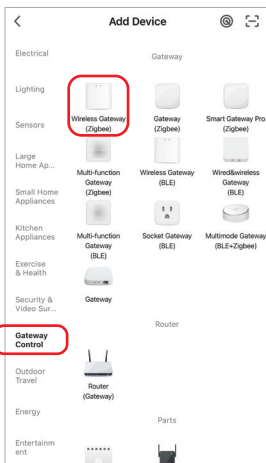 Add Device
Electrical
Lighting
Sensors
Large
Home Ap...
Small Home
Appliances
Kitchen
Appliances
Exercise
& Health
Security &
Video Sur...
Gateway
Control
Outdoor
Travel
Energy
Entertainm
ent
Gateway
Wireless Gateway
(Zigbee)
Gateway
(Zigbee)
Smart Gateway Pro
(Zigbee)
Multi-function
Gateway
(Zigbee)
Wireless Gateway
(BLE)
Wired&wireless
Gateway
(BLE)
Multi-function
Gateway
(BLE)
Socket Gateway
(BLE)
Multimode Gateway
(BLE+Zigbee)
Gateway
Router
Router
(Gateway)
Parts